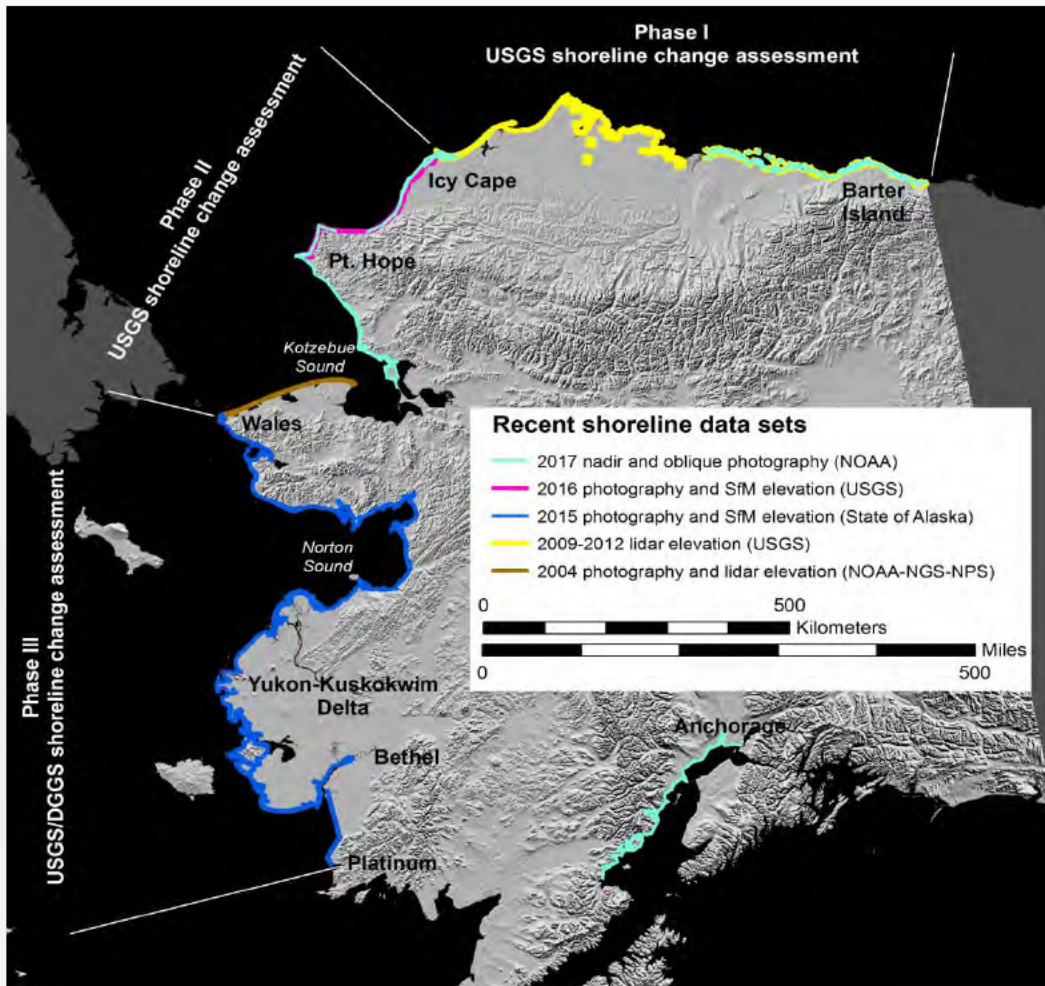 Phase I
USGS shoreline change assessment
Phase II
USGS shoreline change assessment
Icy Cape
Barter
Island
Pt. Hope
Kotzebue
Sound
Wales
Recent shoreline data sets
2017 nadir and oblique photography (NOAA)
2016 photography and SfM elevation (USGS)
2015 photography and SfM elevation (State of Alaska)
2009-2012 lidar elevation (USGS)
2004 photography and lidar elevation (NOAA-NGS-NPS)
0 500
Kilometers
Miles
0 500
Norton
Sound
Phase III
USGS/DGGS shoreline change assessment
Yukon-Kuskokwim
Delta
Anchorage
Bethel
Platinum